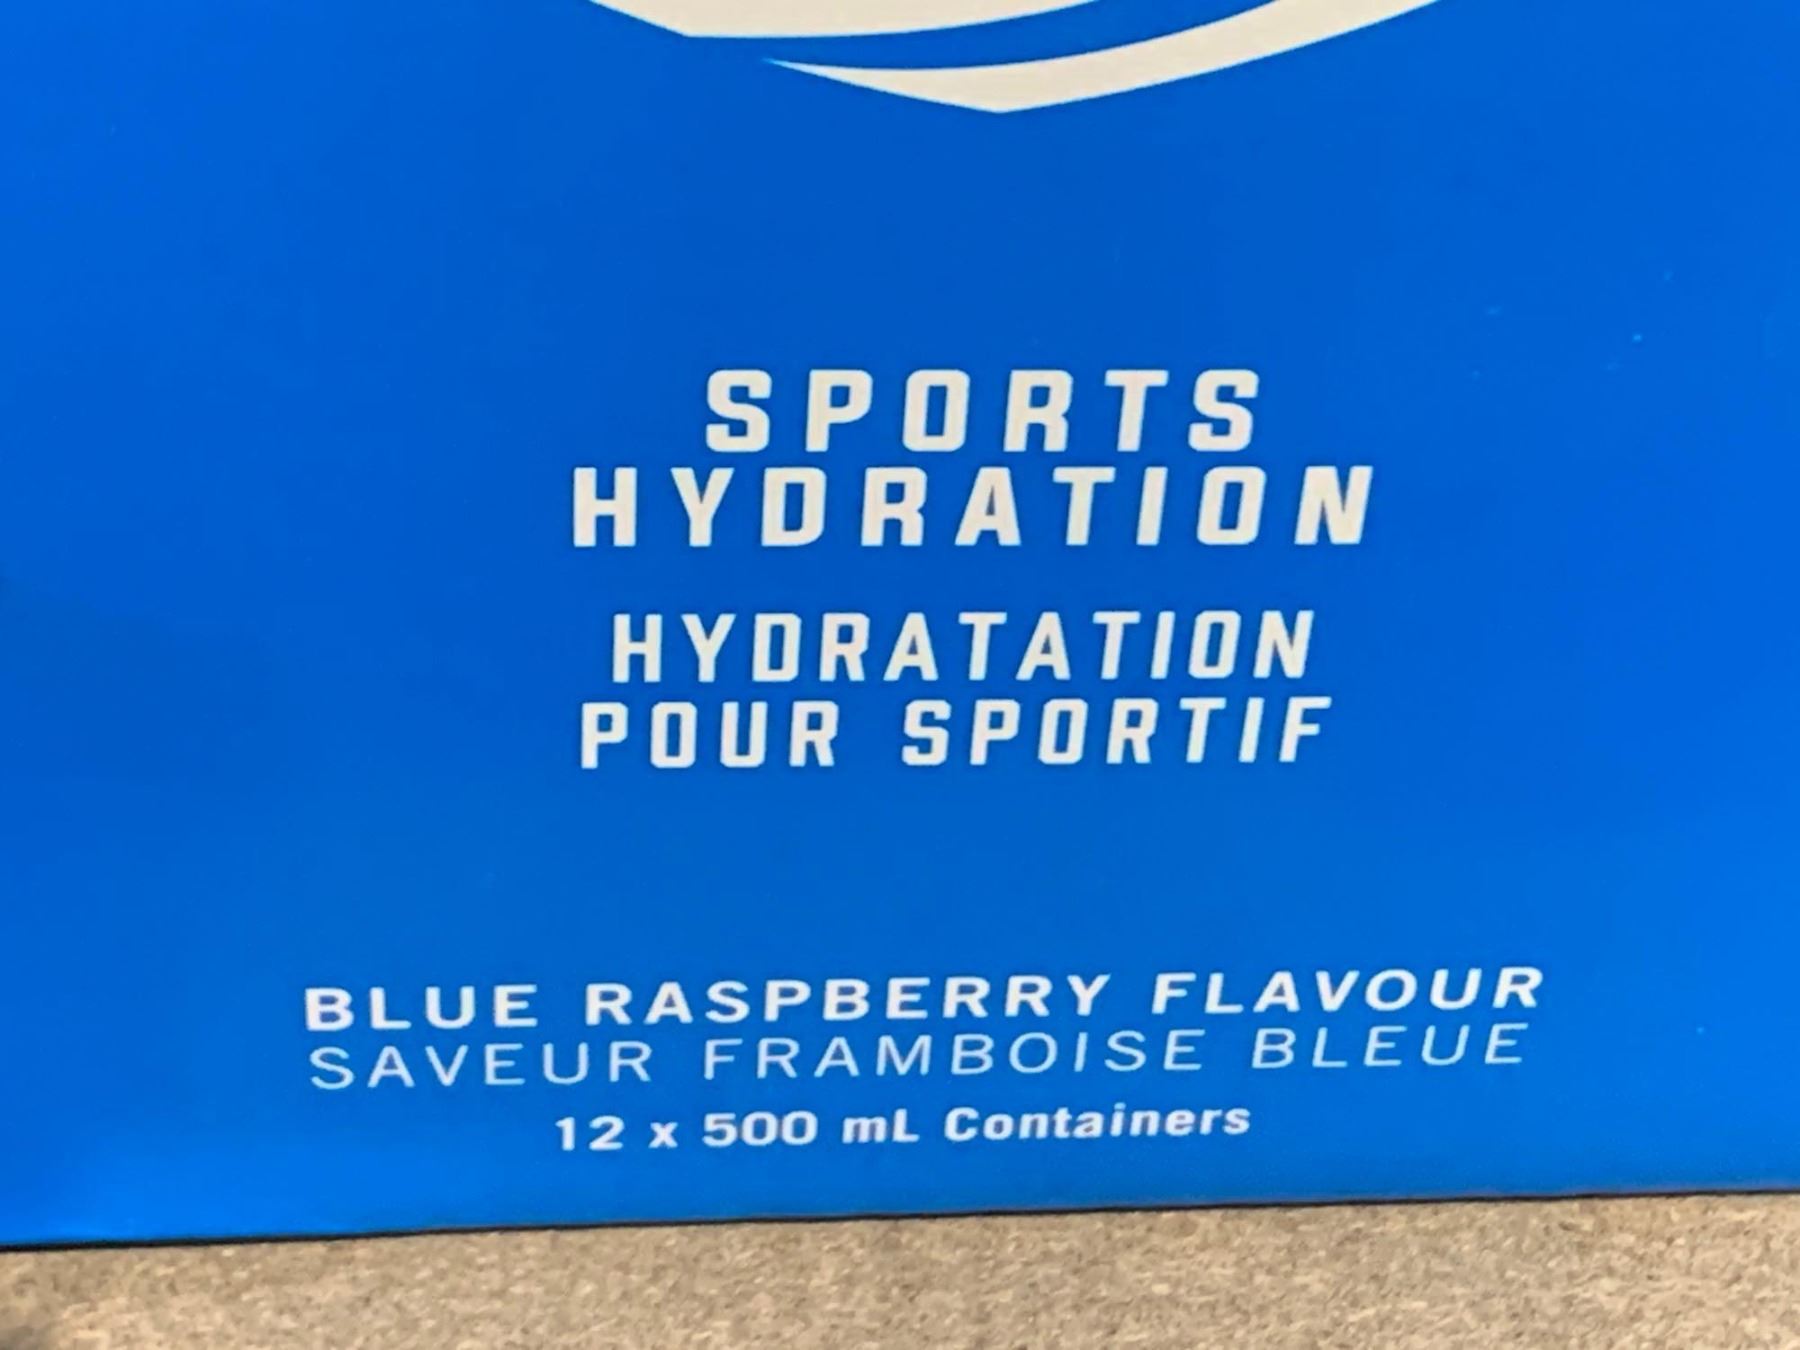 SPORTS
HYDRATION
HYDRATATION
POUR SPORTIF
BLUE RASPBERRY FLAVOUR
SAVEUR FRAMBOISE BLEUE
12 x 500 mL Containers